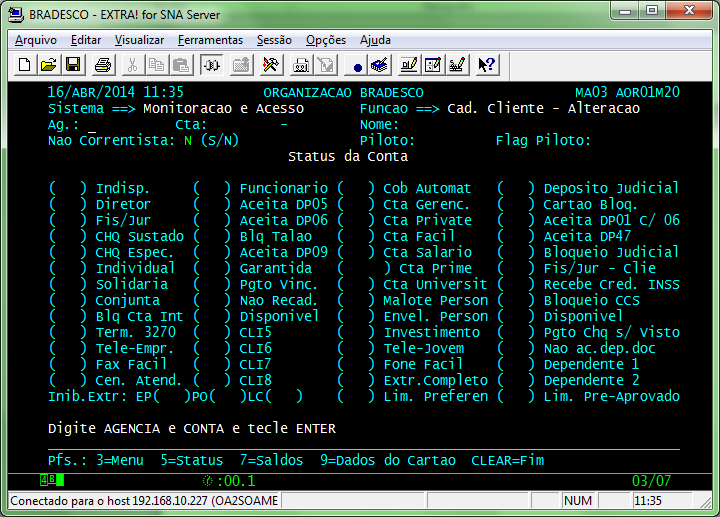 BRADESCO - EXTRA! for SNA Server
Arquivo Editar Visualizar Ferramentas Sessão Opções Ajuda
16/ABR/2014 11:35 ORGANIZACAO BRADESCO MA03 AOR01M20
Sistema ==> Monitoracao e Acesso Funcao ==> Cad. Cliente - Alteracao
Ag.: _ Cta: - Nome:
Nao Correntista: N (S/N) Piloto: Flag Piloto:
Status da Conta
( ) Indisp. ( ) Funcionario ( ) Cob Automat ( ) Deposito Judicial
( ) Diretor ( ) Aceita DP05 ( ) Cta Gerenc. ( ) Cartao Bloq.
( ) Fis/Jur ( ) Aceita DP06 ( ) Cta Private ( ) Aceita DP01 C/ 06
( ) CHQ Sustado ( ) Blq Talao ( ) Cta Facil ( ) Aceita DP47
( ) CHQ Espec. ( ) Aceita DP09 ( ) Cta Salario ( ) Bloqueio Judicial
( ) Individual ( ) Garantida ( ) Cta Prime ( ) Fis/Jur - Clie
( ) Solidaria ( ) Pgto Vinc. ( ) Cta Universit ( ) Recebe Cred. INSS
( ) Conjunta ( ) Nao Recad. ( ) Malote Person ( ) Bloqueio CCS
( ) Blq Cta Int ( ) Disponivel ( ) Envel. Person ( ) Disponivel
( ) Term. 3270 ( ) CLI5 ( ) Investimento ( ) Pgto Chq s/ Visto
( ) Tele-Empr. ( ) CLI6 ( ) Tele-Jovem ( ) Nao ac.dep.doc
( ) Fax Facil ( ) CLI7 ( ) Fone Facil ( ) Dependente 1
( ) Cen. Atend. ( ) CLI8 ( ) Extr.Completo ( ) Dependente 2
Inib.Extr: EP( )PO( )LC( ) ( ) Lim. Preferen ( ) Lim. Pre-Aprovado
Digite AGENCIA e CONTA e tecle ENTER
Pfs.: 3=Menu 5=Status 7=Saldos 9=Dados do Cartao CLEAR=Fim
4B :00.1 03/07
Conectado para o host 192.168.10.227 (OA2SOAME NUM 11:35